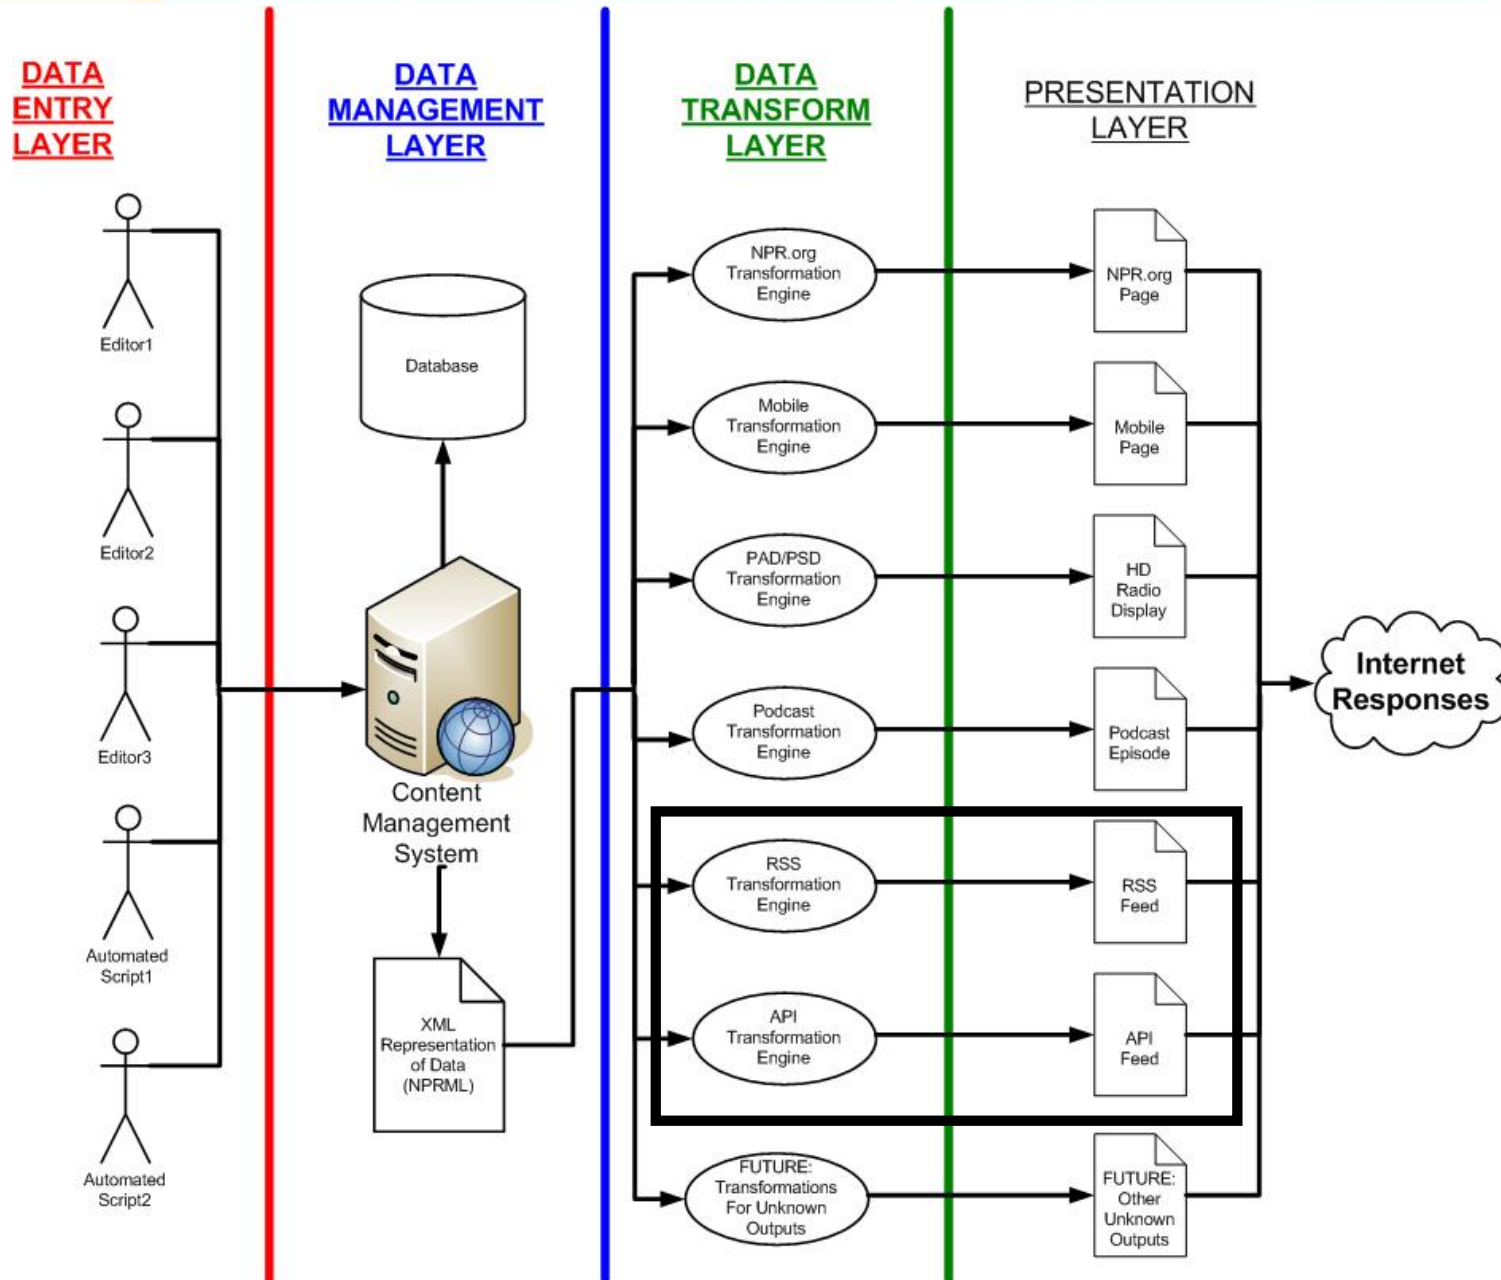 DATA
ENTRY
LAYER
DATA
MANAGEMENT
LAYER
DATA
TRANSFORM
LAYER
PRESENTATION
LAYER
Editor1
Editor2
Editor3
Automated
Script1
Automated
Script2
Database
Content
Management
System
XML
Representation
of Data
(NPRML)
NPR.org
Transformation
Engine
Mobile
Transformation
Engine
PAD/PSD
Transformation
Engine
Podcast
Transformation
Engine
RSS
Transformation
Engine
API
Transformation
Engine
FUTURE:
Transformations
For Unknown
Outputs
NPR.org
Page
Mobile
Page
HD
Radio
Display
Podcast
Episode
RSS
Feed
API
Feed
FUTURE:
Other
Unknown
Outputs
Internet
Responses